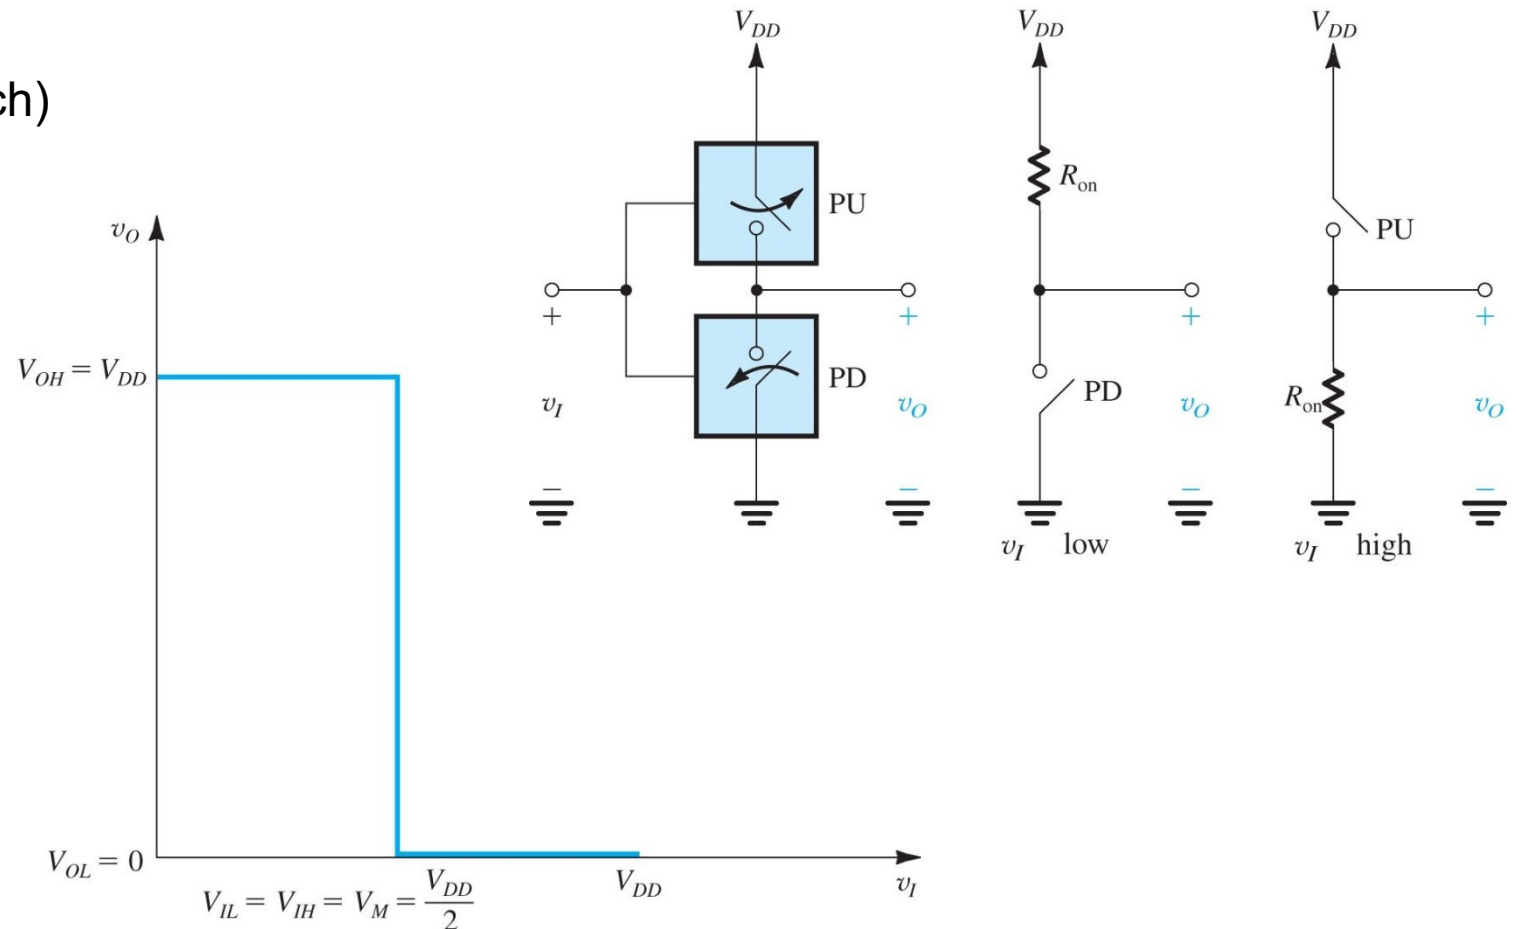 ch)
V_DD
PU
PD
+
v_I
−
+
v_O
−
V_DD
R_on
PD
+
v_O
−
v_I low
V_DD
PU
R_on
+
v_O
−
v_I high
v_O
V_OH = V_DD
V_OL = 0
V_IL = V_IH = V_M = V_DD/2
V_DD
v_I